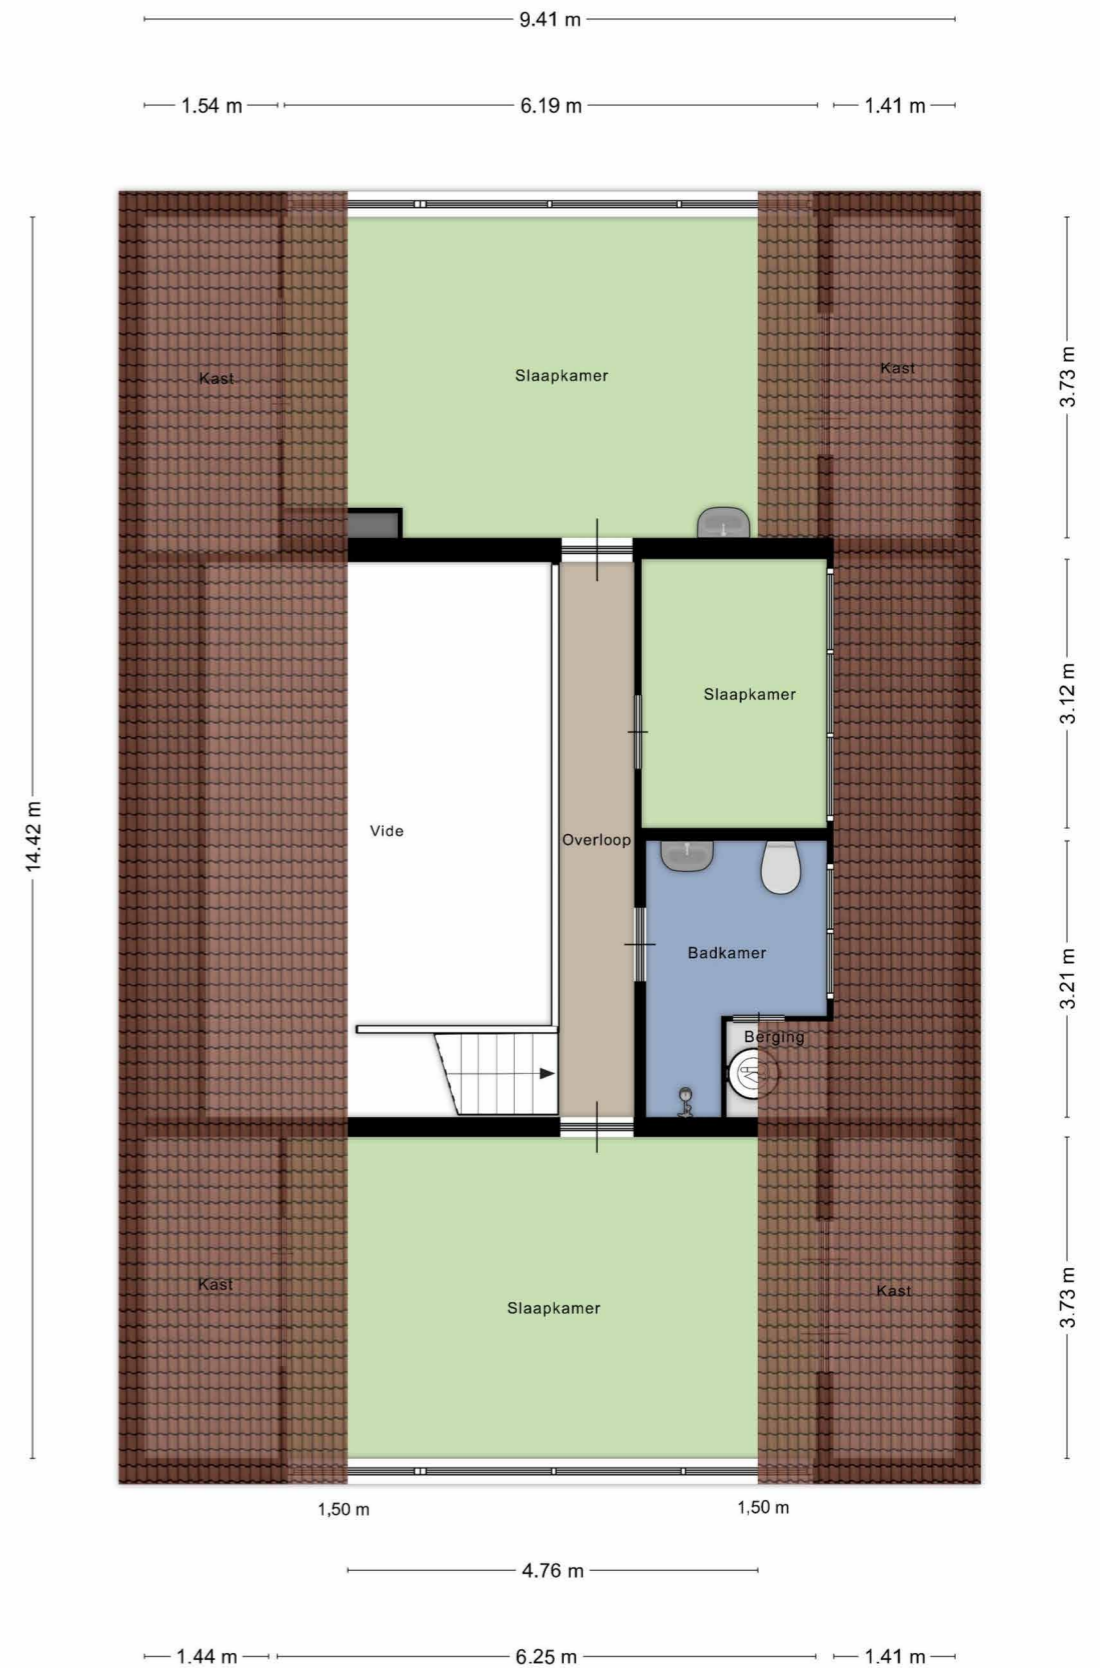 9.41 m
1.54 m
6.19 m
1.41 m
Kast
Slaapkamer
Kast
3.73 m
Slaapkamer
3.12 m
14.42 m
Vide
Overloop
Badkamer
3.21 m
Berging
Kast
Slaapkamer
Kast
3.73 m
1,50 m
1,50 m
4.76 m
1.44 m
6.25 m
1.41 m